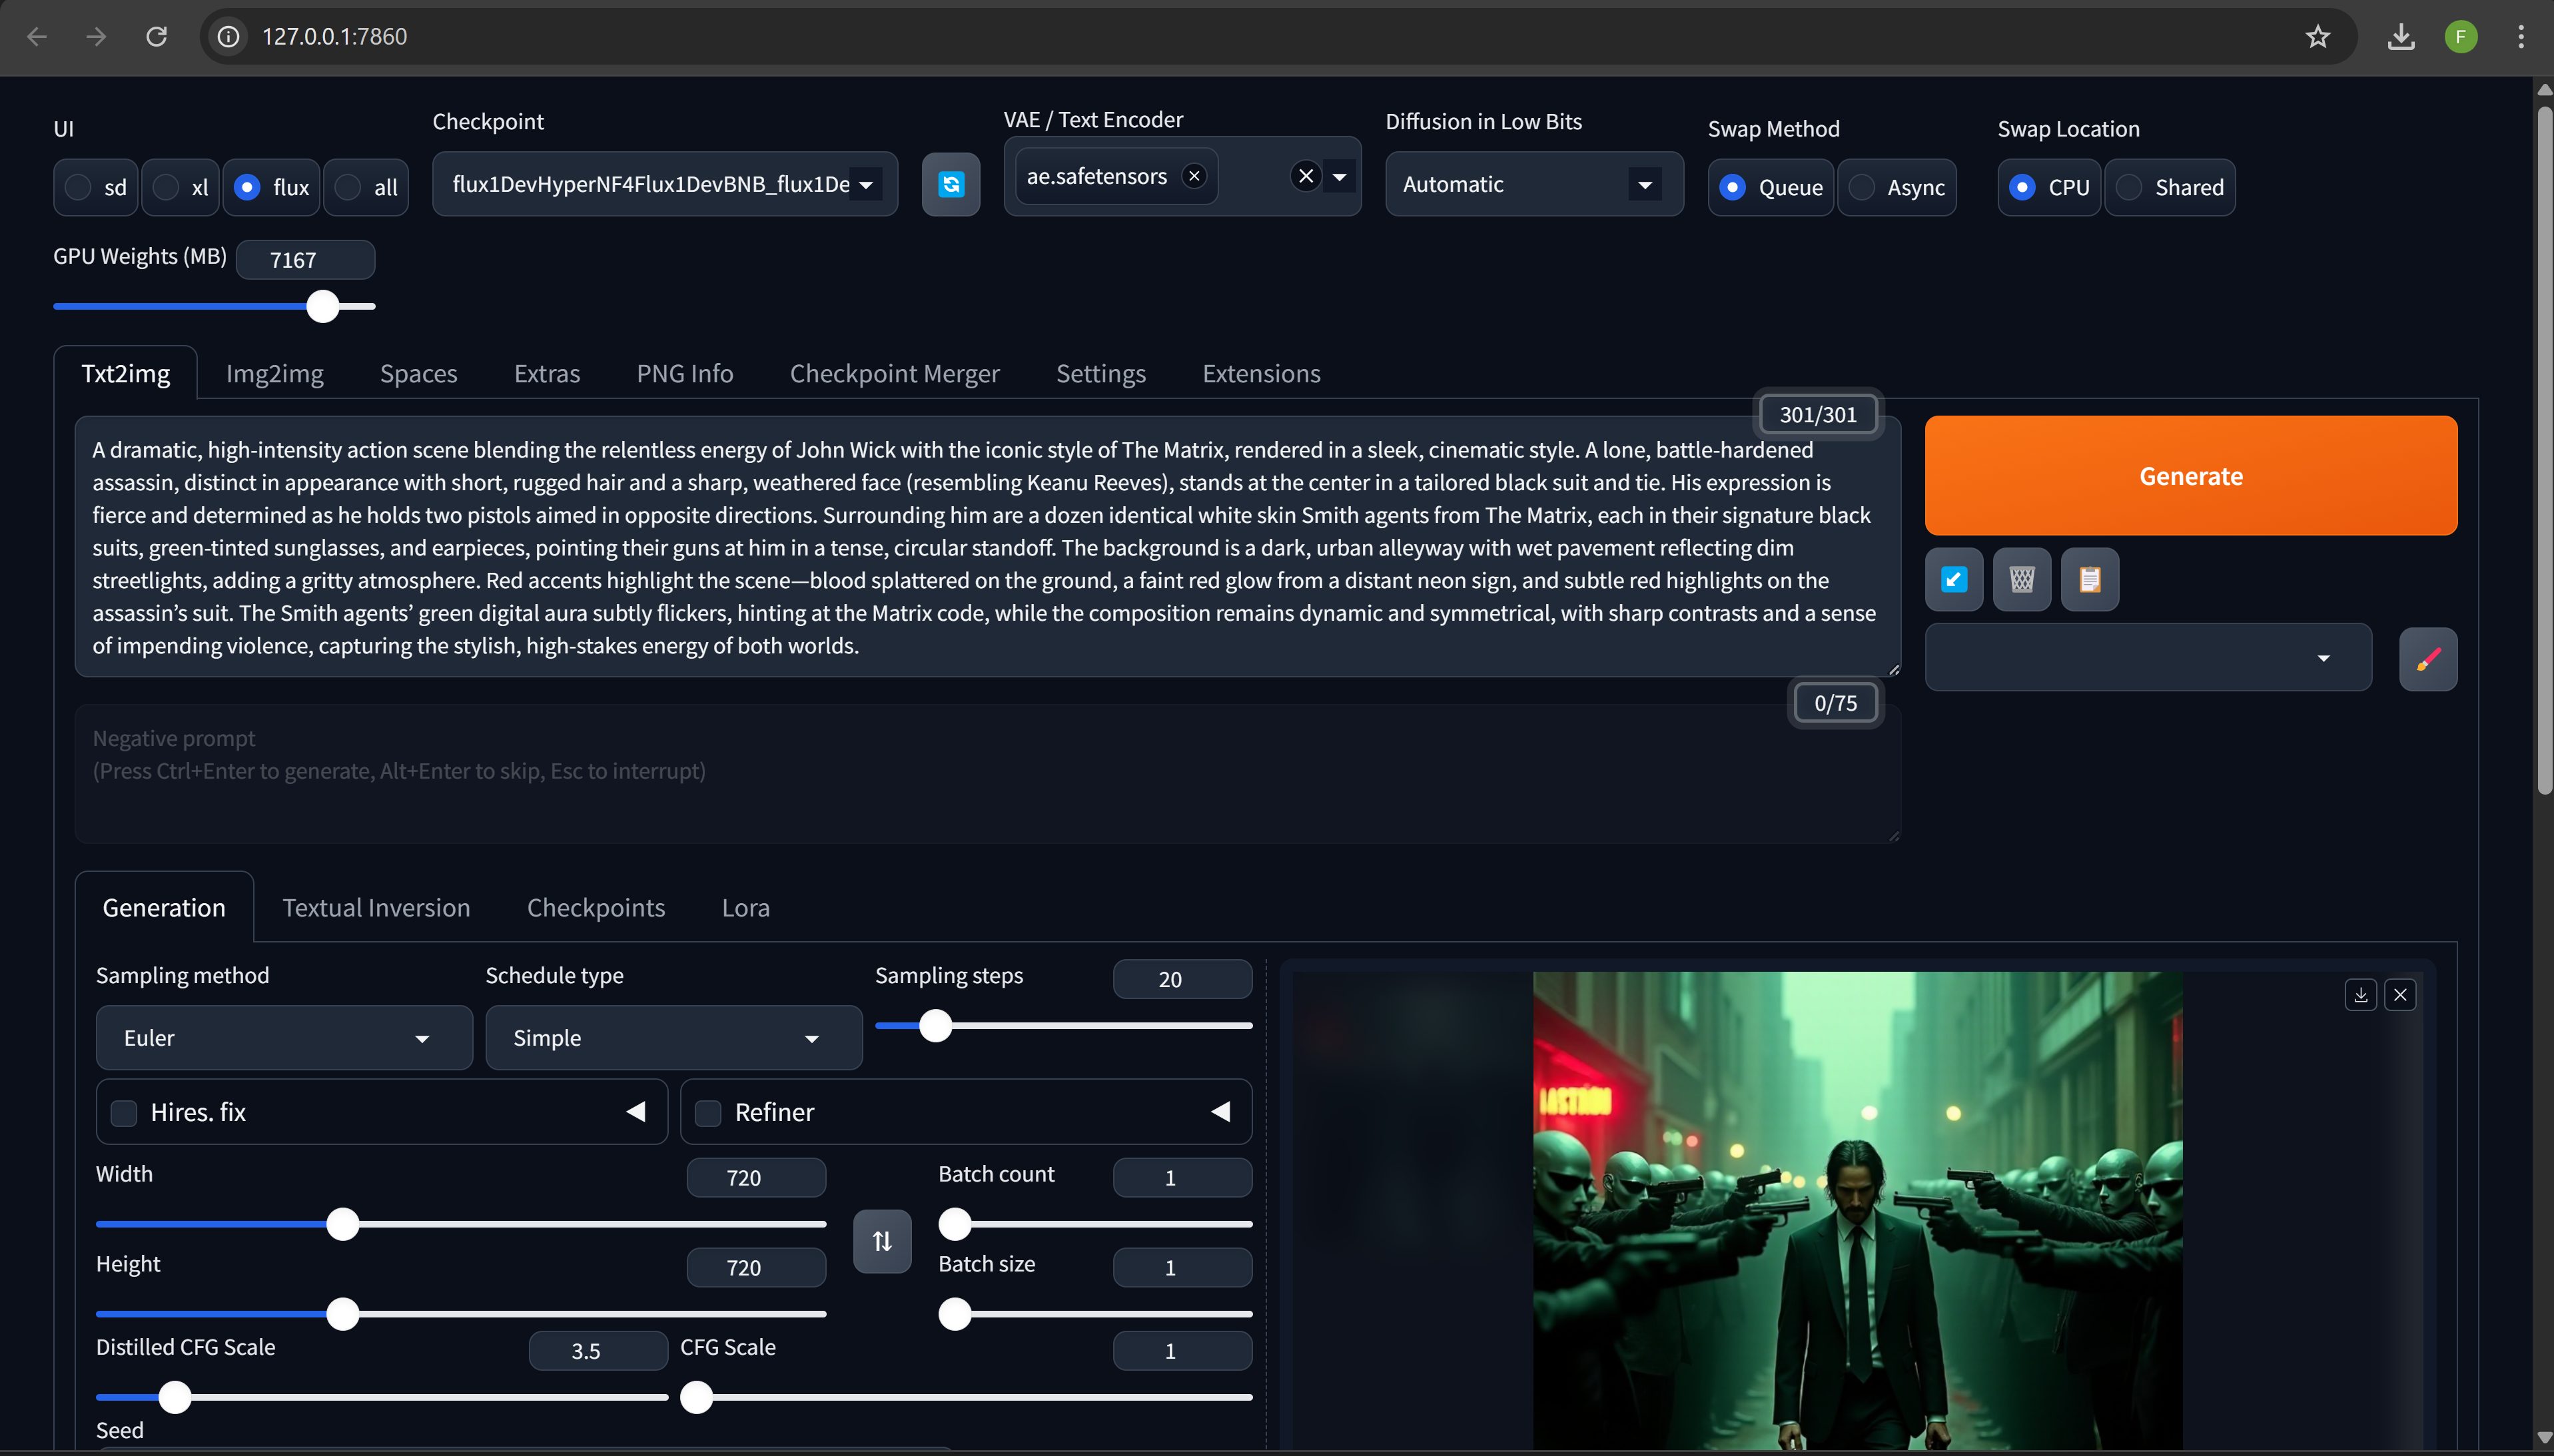 127.0.0.1:7860
F
UI
Checkpoint
VAE / Text Encoder
Diffusion in Low Bits
Swap Method
Swap Location
sd
xl
flux
all
flux1DevHyperNF4Flux1DevBNB_flux1De
ae.safetensors
Automatic
Queue
Async
CPU
Shared
GPU Weights (MB)
7167
Txt2img
Img2img
Spaces
Extras
PNG Info
Checkpoint Merger
Settings
Extensions
301/301
A dramatic, high-intensity action scene blending the relentless energy of John Wick with the iconic style of The Matrix, rendered in a sleek, cinematic style. A lone, battle-hardened
assassin, distinct in appearance with short, rugged hair and a sharp, weathered face (resembling Keanu Reeves), stands at the center in a tailored black suit and tie. His expression is
fierce and determined as he holds two pistols aimed in opposite directions. Surrounding him are a dozen identical white skin Smith agents from The Matrix, each in their signature black
suits, green-tinted sunglasses, and earpieces, pointing their guns at him in a tense, circular standoff. The background is a dark, urban alleyway with wet pavement reflecting dim
streetlights, adding a gritty atmosphere. Red accents highlight the scene—blood splattered on the ground, a faint red glow from a distant neon sign, and subtle red highlights on the
assassin’s suit. The Smith agents’ green digital aura subtly flickers, hinting at the Matrix code, while the composition remains dynamic and symmetrical, with sharp contrasts and a sense
of impending violence, capturing the stylish, high-stakes energy of both worlds.
Generate
0/75
Negative prompt
(Press Ctrl+Enter to generate, Alt+Enter to skip, Esc to interrupt)
Generation
Textual Inversion
Checkpoints
Lora
Sampling method
Schedule type
Sampling steps
20
Euler
Simple
Hires. fix
Refiner
Width
720
Batch count
1
Height
720
Batch size
1
Distilled CFG Scale
3.5
CFG Scale
1
Seed